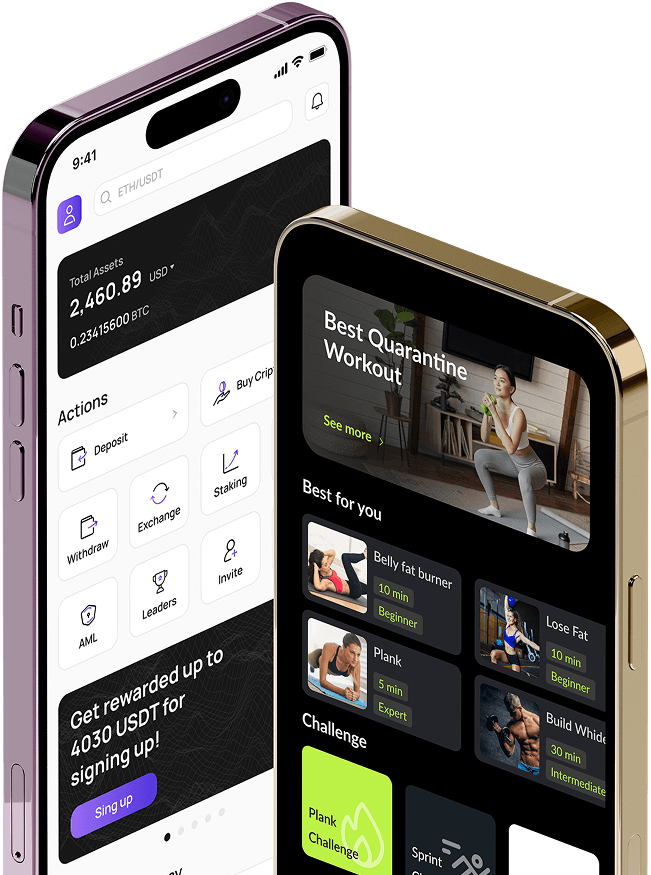 9:41
ETH/USDT
Total Assets
2,460.89 USD
0.23415600 BTC
Actions
Deposit
Buy Crip
Withdraw
Exchange
Staking
AML
Leaders
Invite
Get rewarded up to
4030 USDT for
signing up!
Sing up
Best Quarantine
Workout
See more
Best for you
Belly fat burner
10 min
Beginner
Lose Fat
10 min
Beginner
Plank
5 min
Expert
Build Whide
30 min
Intermediate
Challenge
Plank
Challenge
Sprint